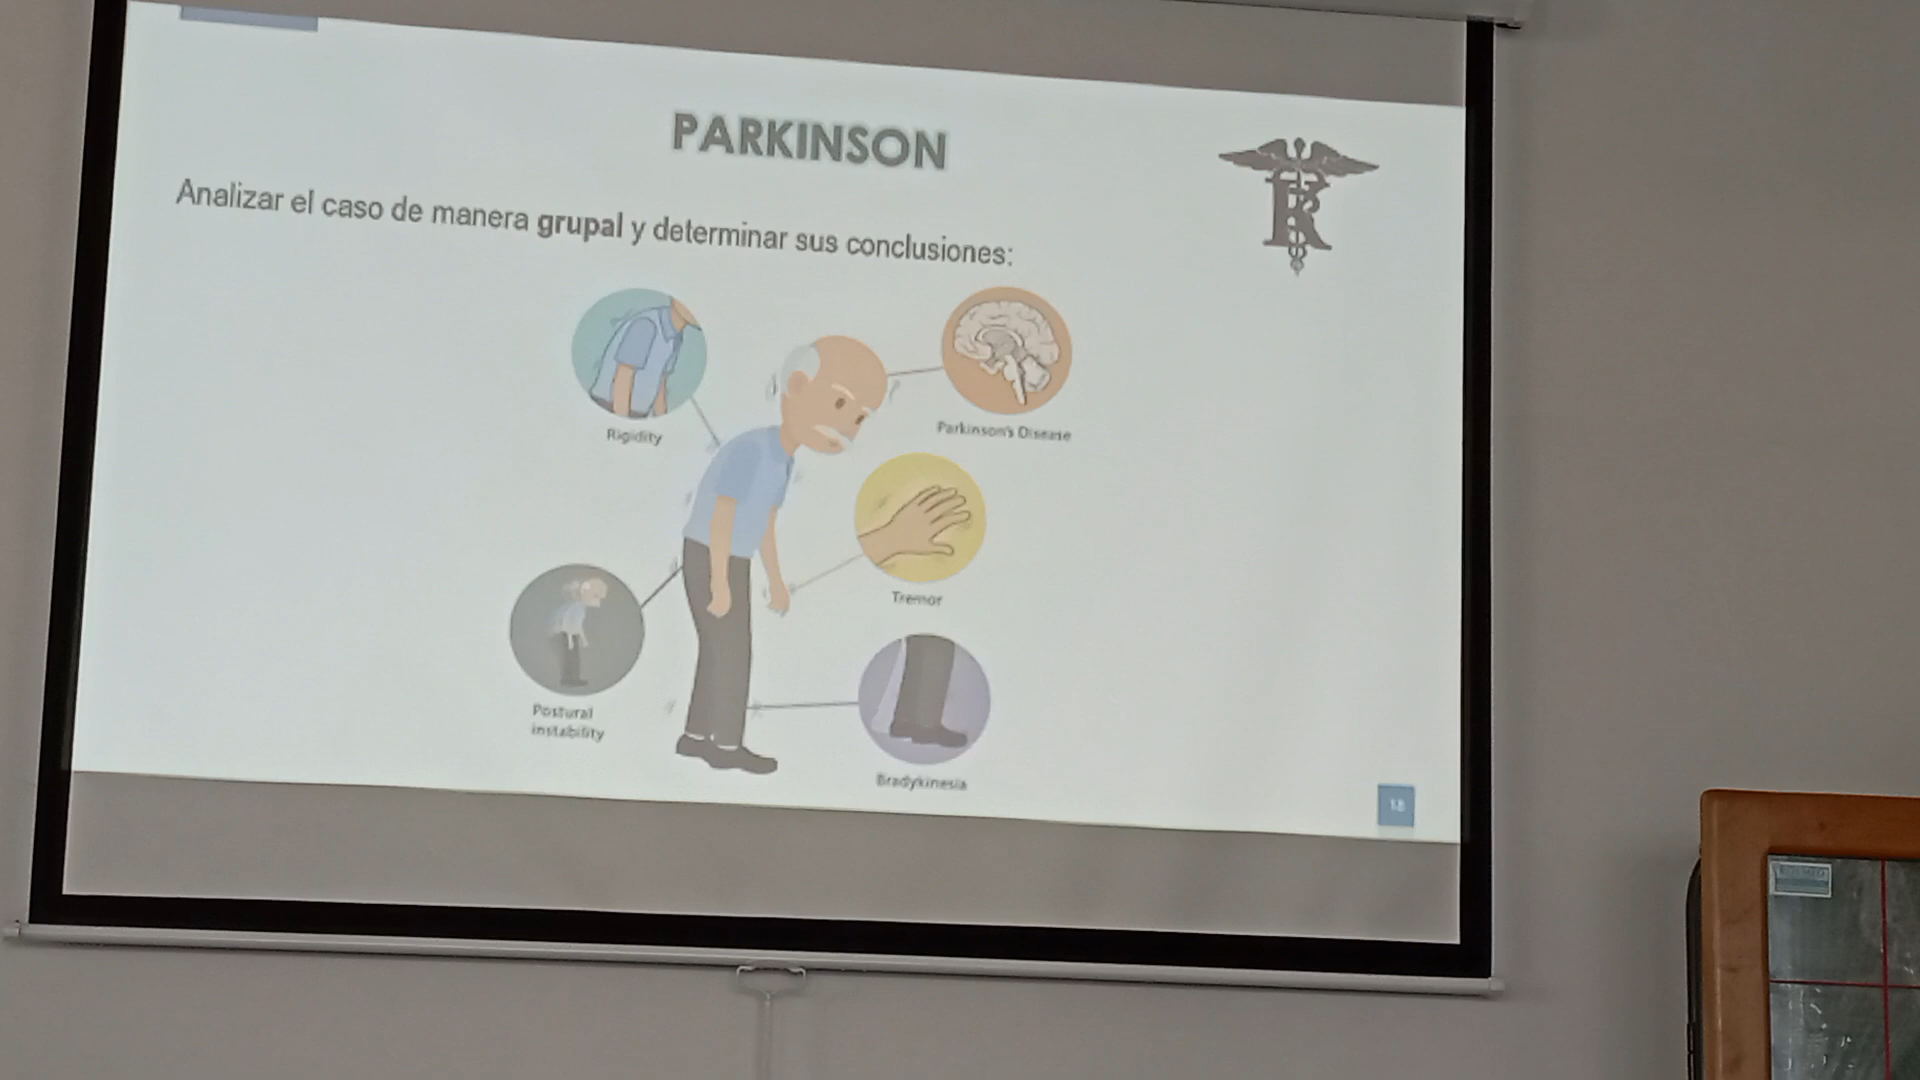 PARKINSON
Analizar el caso de manera grupal y determinar sus conclusiones:
Rigidity
Parkinson's Disease
Tremor
Postural
instability
Bradykinesia
18